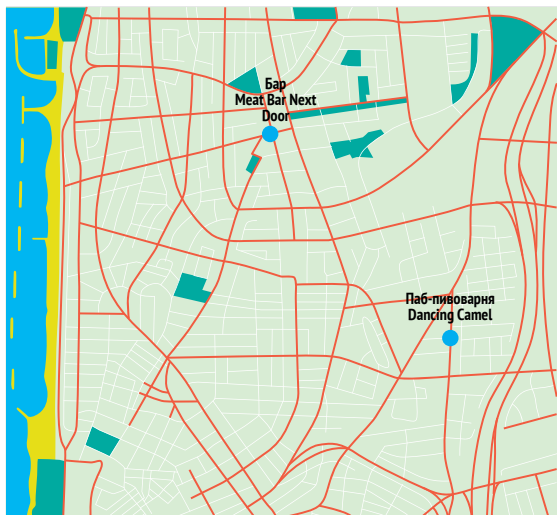 Бар
Meat Bar Next
Door
Паб-пивоварня
Dancing Camel